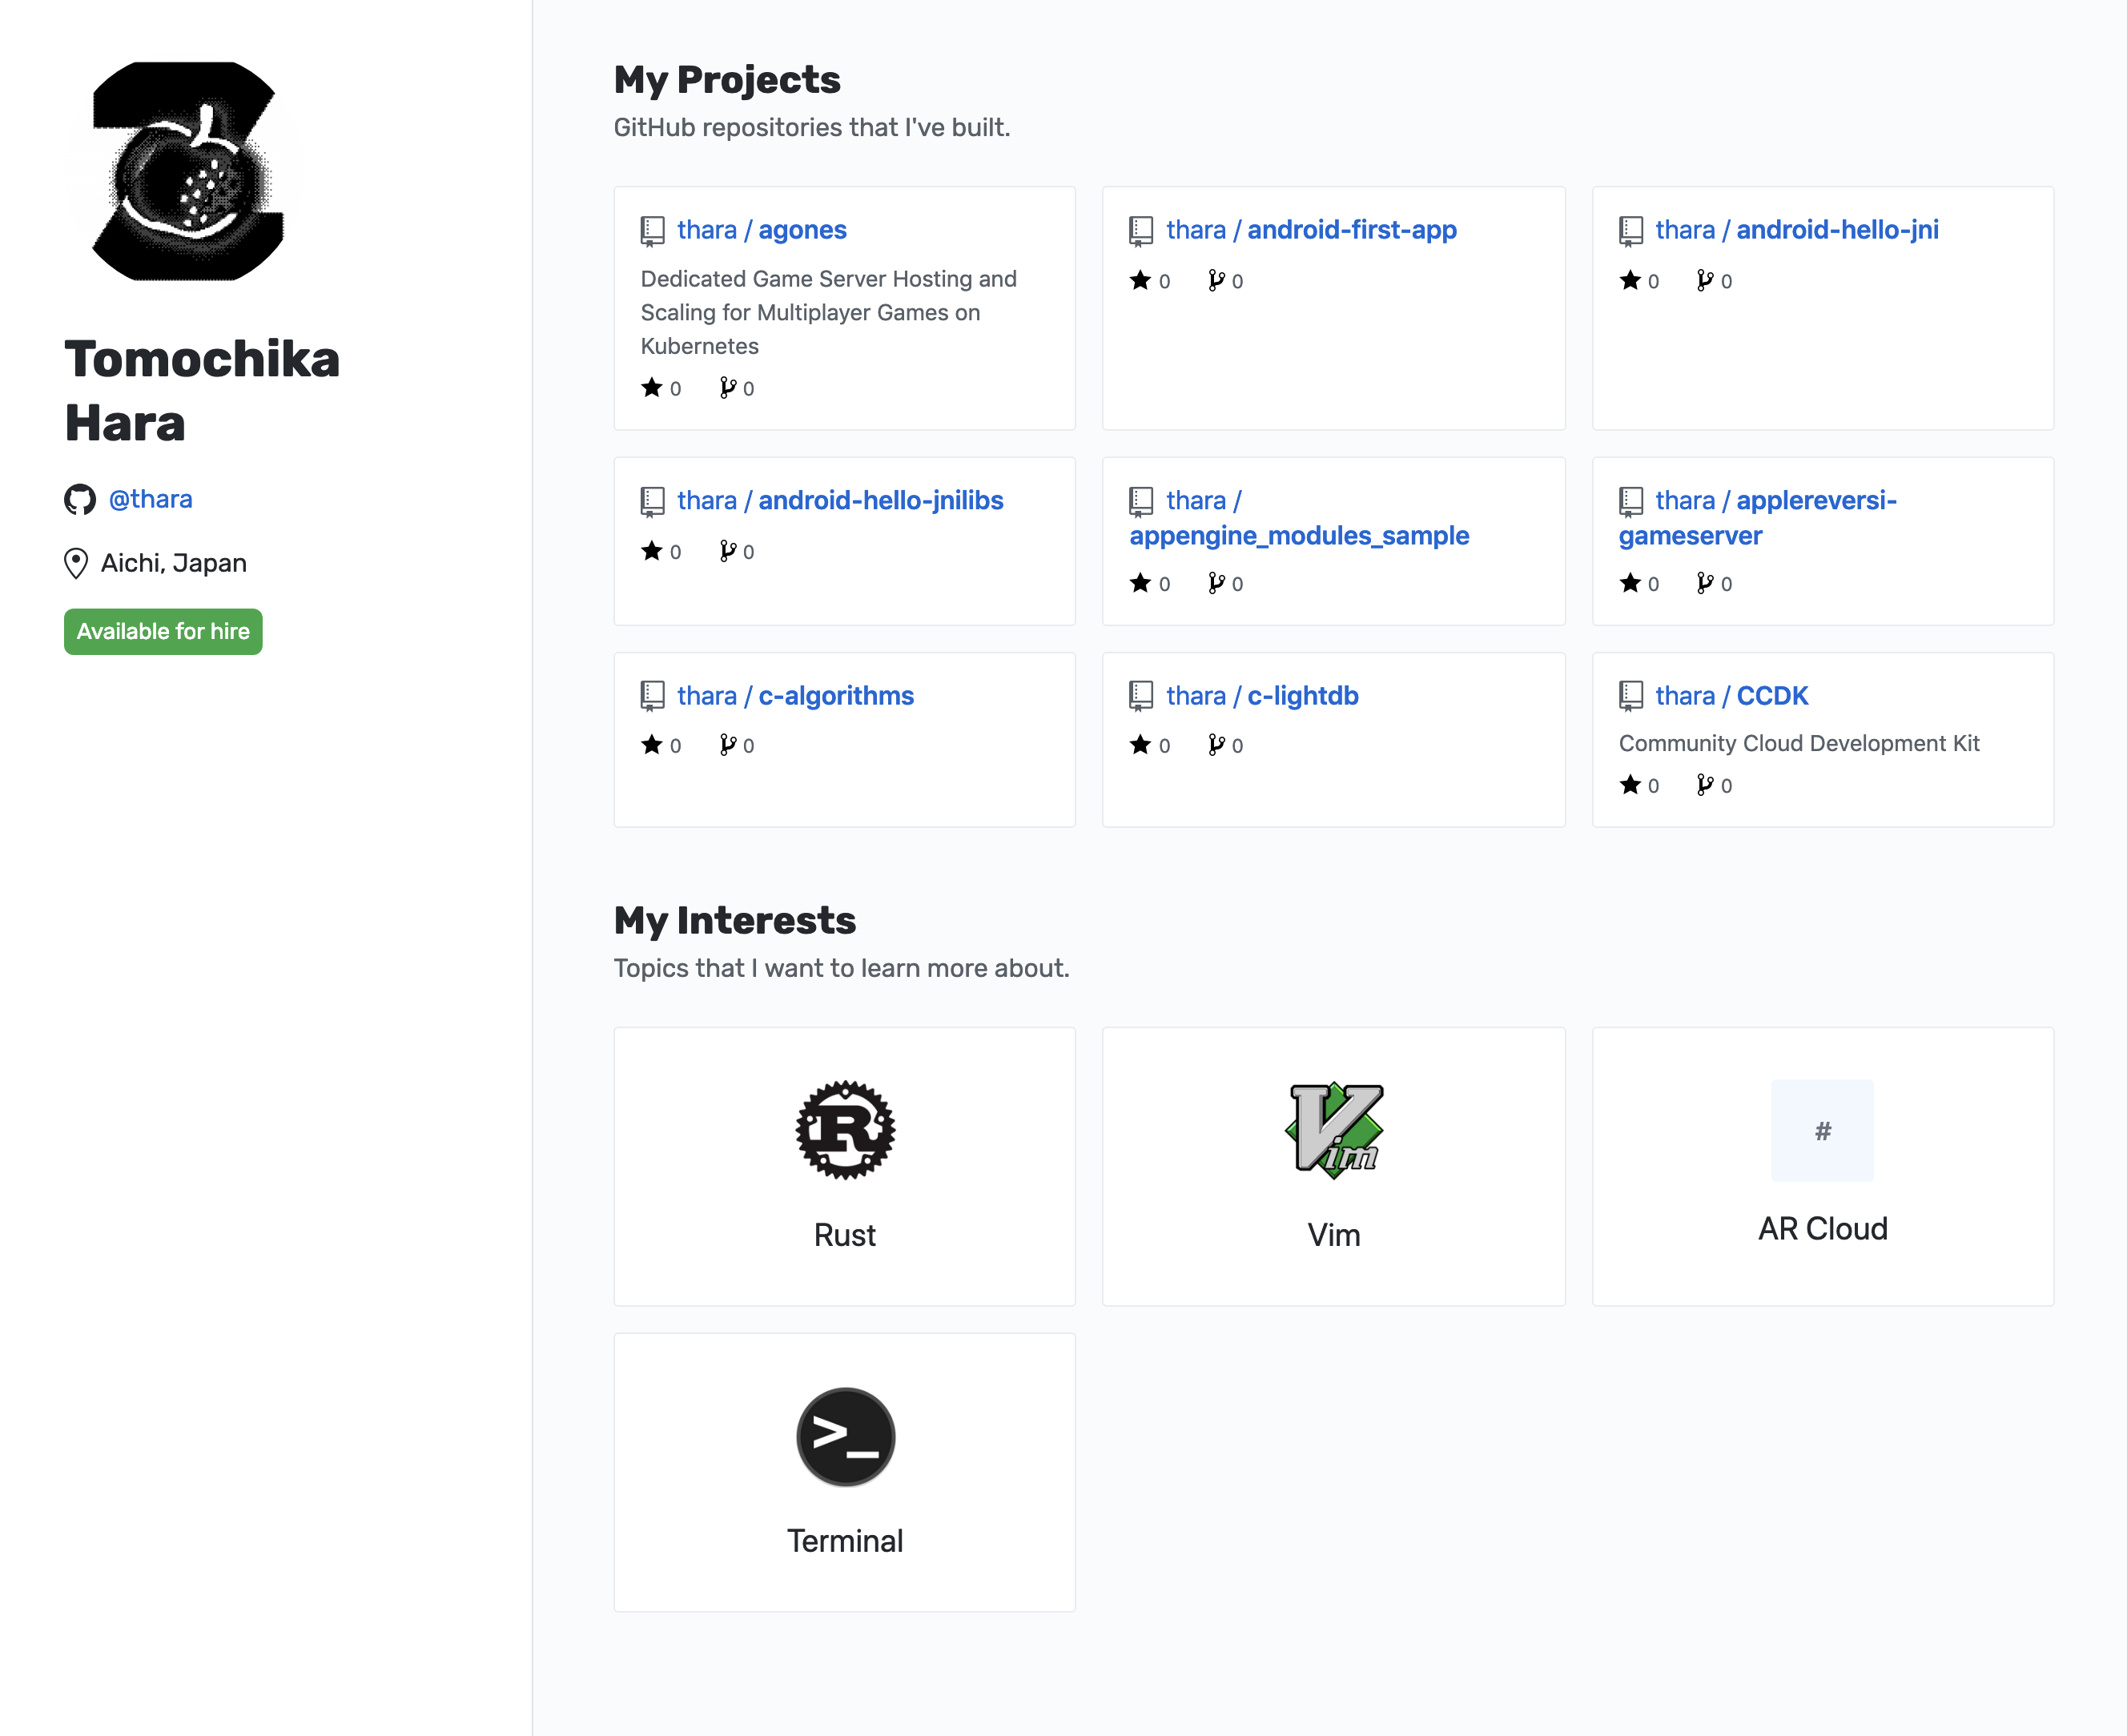 Tomochika
Hara
@thara
Aichi, Japan
Available for hire
My Projects
GitHub repositories that I've built.
thara / agones
Dedicated Game Server Hosting and
Scaling for Multiplayer Games on
Kubernetes
0 0
thara / android-first-app
0 0
thara / android-hello-jni
0 0
thara / android-hello-jnilibs
0 0
thara /
appengine_modules_sample
0 0
thara / applereversi-
gameserver
0 0
thara / c-algorithms
0 0
thara / c-lightdb
0 0
thara / CCDK
Community Cloud Development Kit
0 0
My Interests
Topics that I want to learn more about.
R
Rust
Vim
Vim
#
AR Cloud
>_
Terminal